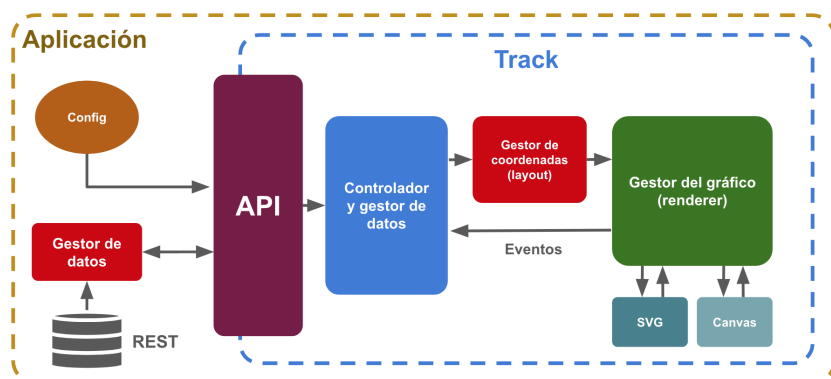 Aplicación
Track
Config
API
Controlador
y gestor de
datos
Gestor de
coordenadas
(layout)
Gestor del gráfico
(renderer)
Gestor de
datos
Eventos
REST
SVG
Canvas